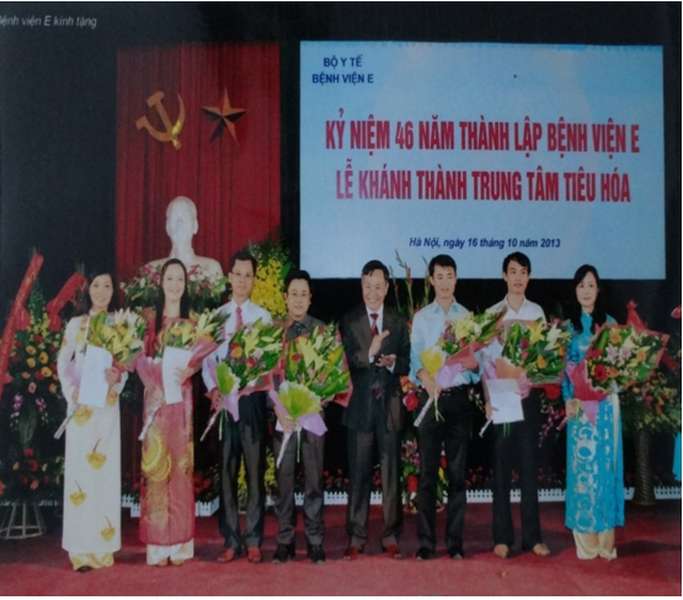 Bệnh viện E kính tặng
BỘ Y TẾ
BỆNH VIỆN E
KỶ NIỆM 46 NĂM THÀNH LẬP BỆNH VIỆN E
LỄ KHÁNH THÀNH TRUNG TÂM TIÊU HÓA
Hà Nội, ngày 16 tháng 10 năm 2013